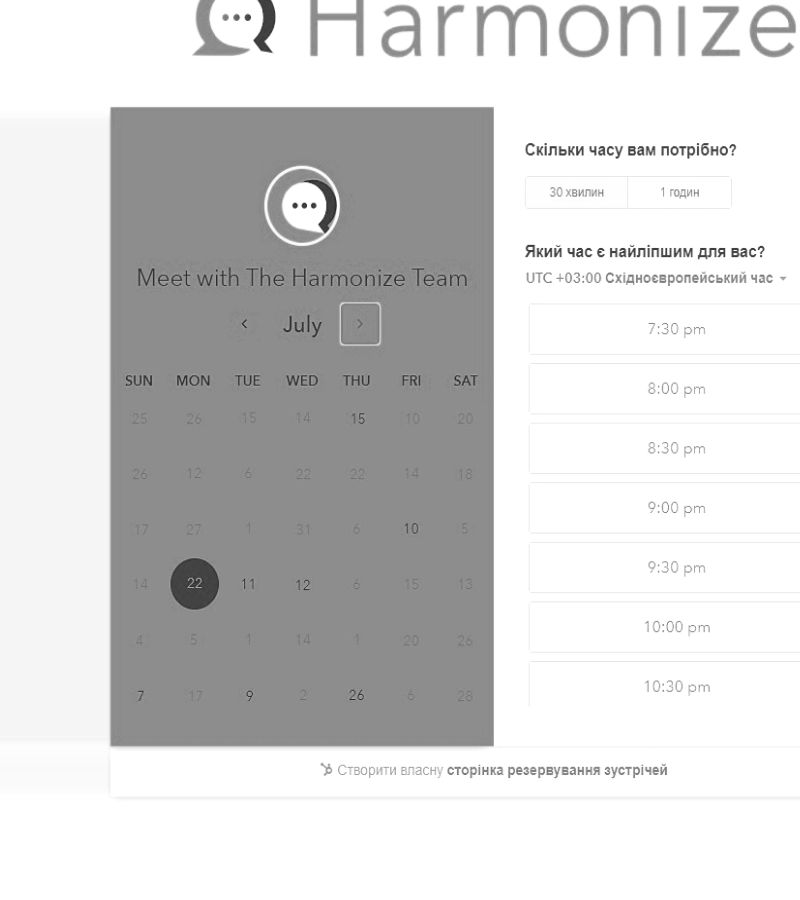 Harmonize
Meet with The Harmonize Team
July
SUN MON TUE WED THU FRI SAT
25 26 15 14 15 10 20
26 12 6 22 22 14 18
17 27 1 31 6 10 5
14 22 11 12 6 15 13
4 5 1 14 1 20 26
7 17 9 2 26 6 28
Скільки часу вам потрібно?
30 хвилин 1 годин
Який час є найліпшим для вас?
UTC +03:00 Східноєвропейський час
7:30 pm
8:00 pm
8:30 pm
9:00 pm
9:30 pm
10:00 pm
10:30 pm
Створити власну сторінка резервування зустрічей